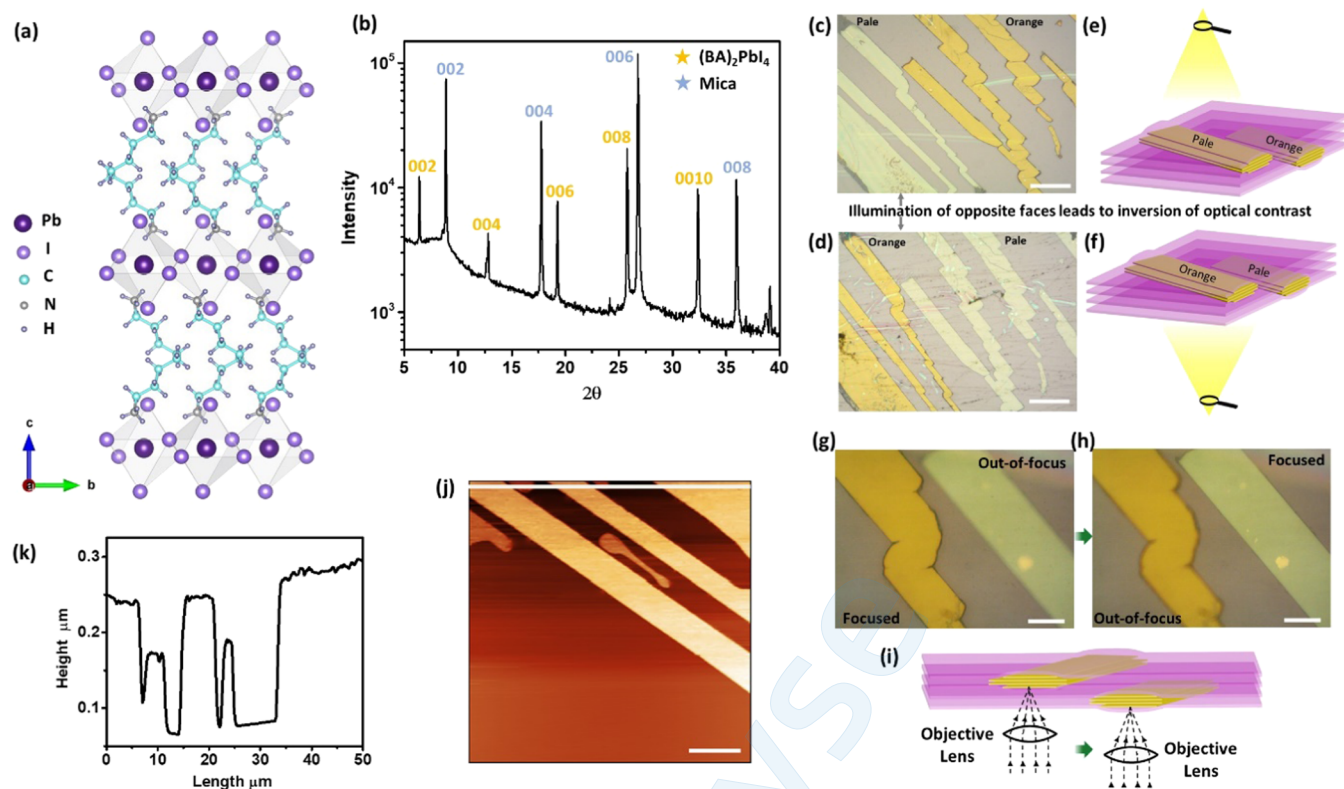 (a)
Pb
I
C
N
H
c
a
b
(b)
Intensity
10⁵
10⁴
10³
002
002
004
004
006
008
006
0010
008
(BA)₂PbI₄
Mica
5 10 15 20 25 30 35 40
2θ
(c)
Pale
Orange
(e)
Pale
Orange
Illumination of opposite faces leads to inversion of optical contrast
(d)
Orange
Pale
(f)
Orange
Pale
(g)
Out-of-focus
Focused
(h)
Focused
Out-of-focus
(i)
Objective
Lens
Objective
Lens
(j)
(k)
Height μm
0.3
0.2
0.1
0 10 20 30 40 50
Length μm